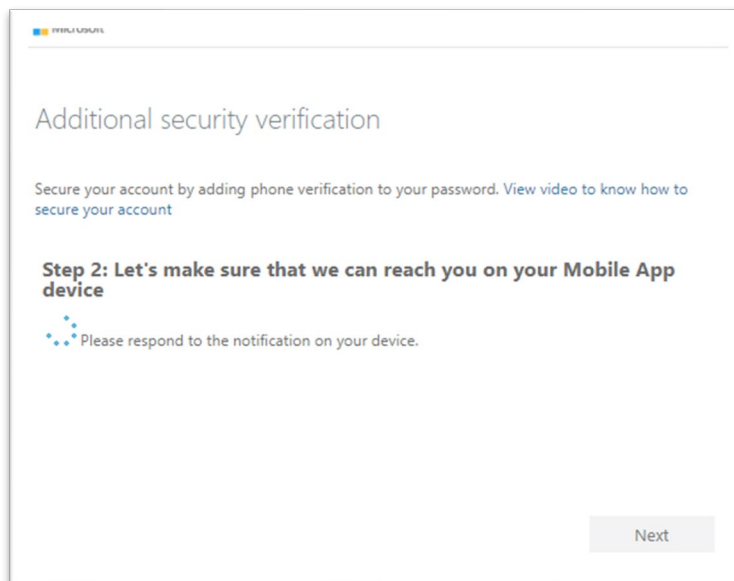 Microsoft
Additional security verification
Secure your account by adding phone verification to your password. View video to know how to
secure your account
Step 2: Let's make sure that we can reach you on your Mobile App
device
Please respond to the notification on your device.
Next